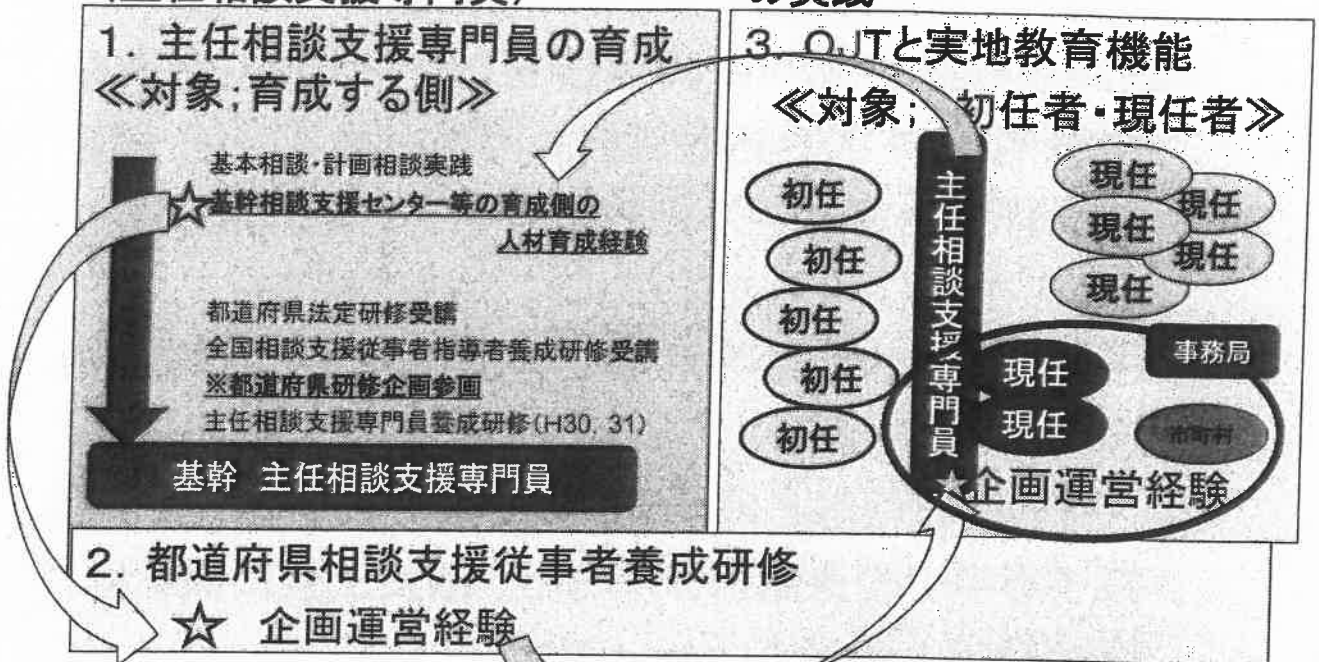 1. 主任相談支援専門員の育成
≪対象;育成する側≫
基本相談・計画相談実践
☆基幹相談支援センター等の育成側の
人材育成経験
都道府県法定研修受講
全国相談支援従事者指導者養成研修受講
※都道府県研修企画参画
主任相談支援専門員養成研修(H30, 31)
基幹 主任相談支援専門員
3. OJTと実地教育機能
≪対象; 初任者・現任者≫
初任
初任
初任
初任
初任
主任相談支援専門員
現任
現任
現任
現任
現任
事務局
現任
現任
市町村
☆企画運営経験
2. 都道府県相談支援従事者養成研修
☆ 企画運営経験